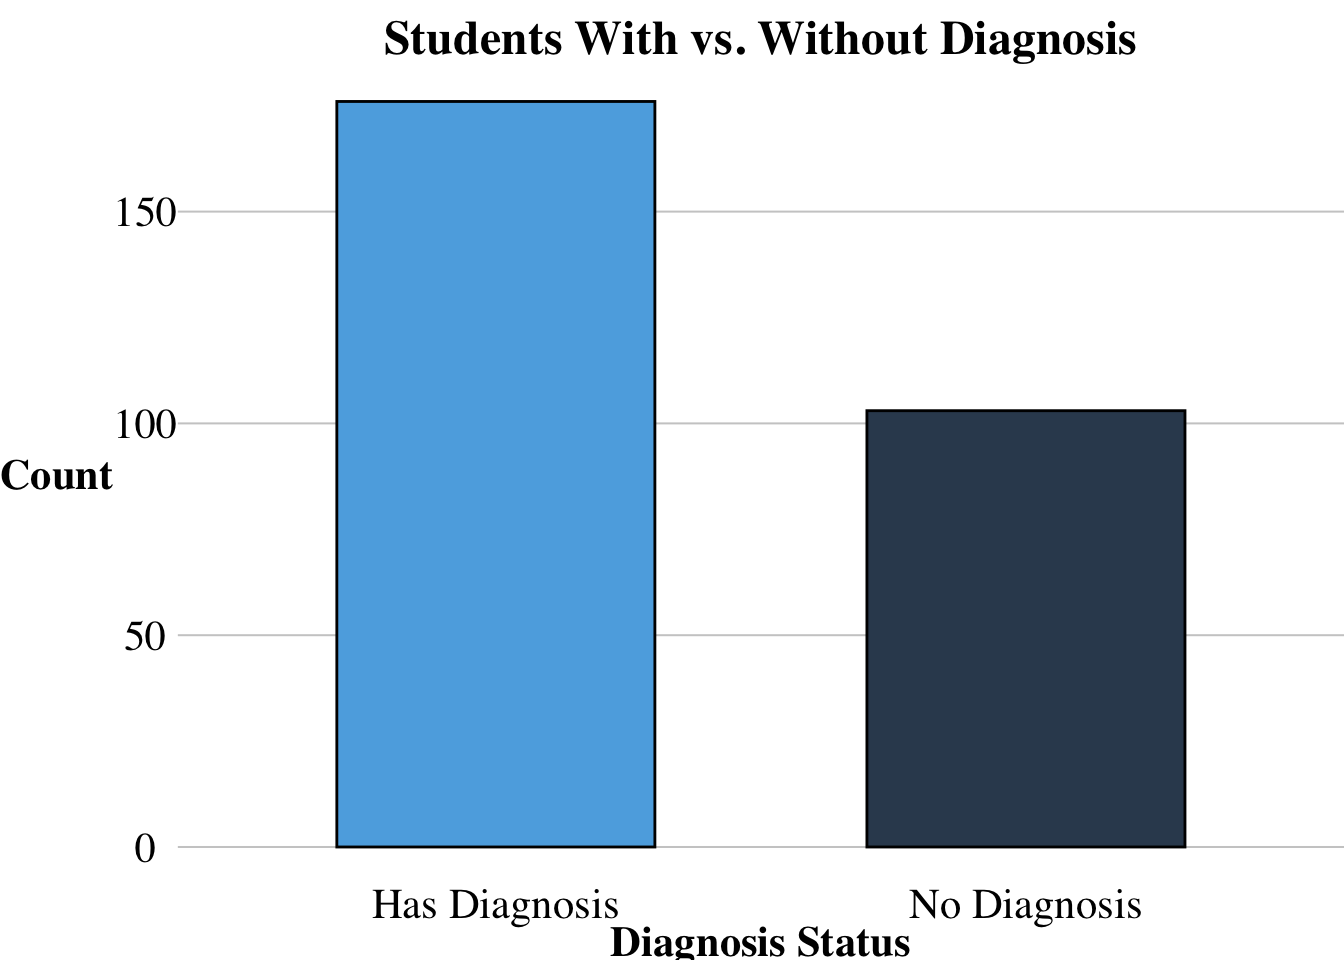 Students With vs. Without Diagnosis
150
100
Count
50
0
Has Diagnosis
No Diagnosis
Diagnosis Status